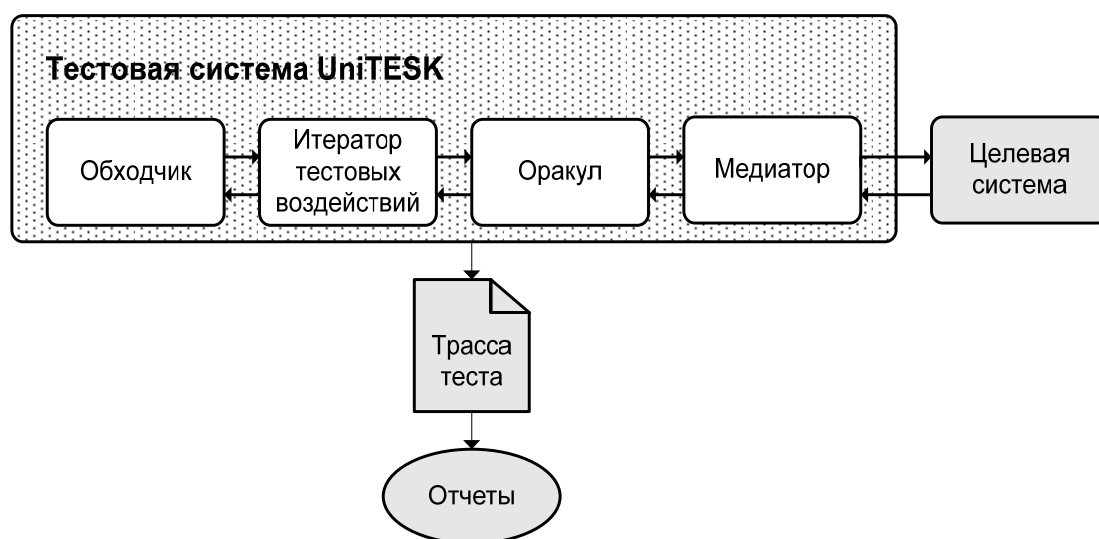 Тестовая система UniTESK
Обходчик
Итератор
тестовых
воздействий
Оракул
Медиатор
Целевая
система
Трасса
теста
Отчеты